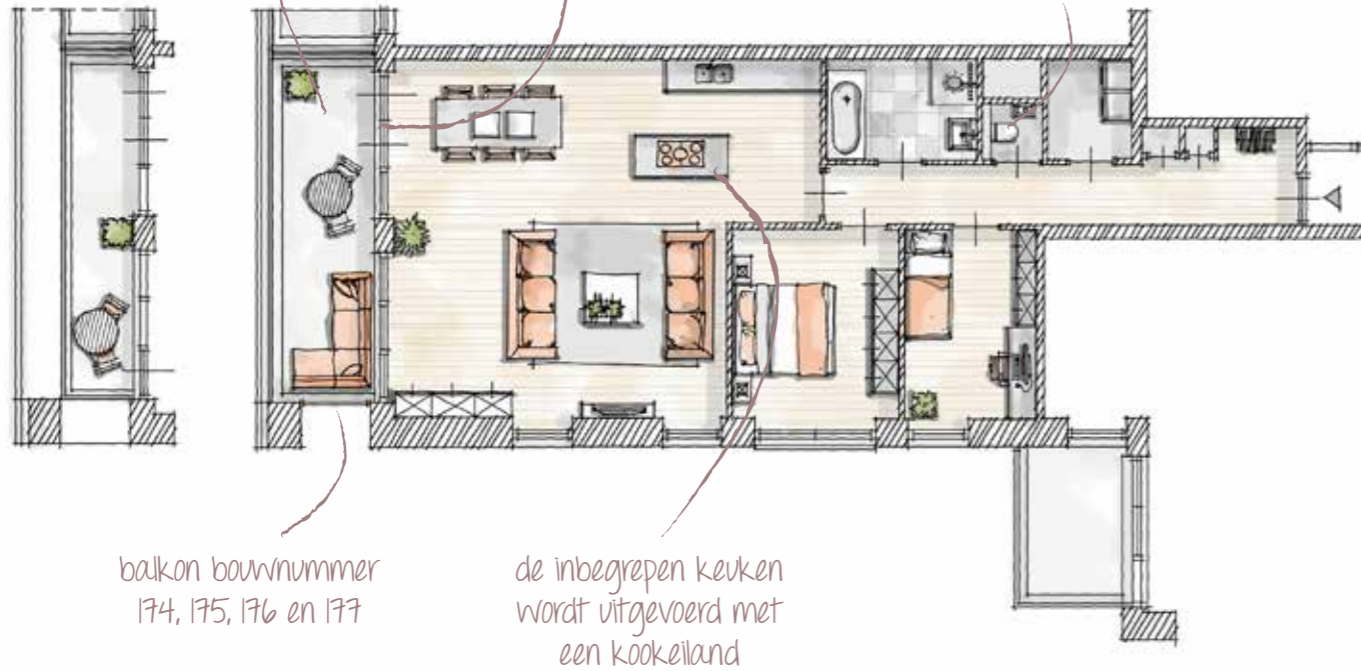 balkon bouwnummer
174, 175, 176 en 177
de inbegrepen keuken
wordt uitgevoerd met
een kookeiland